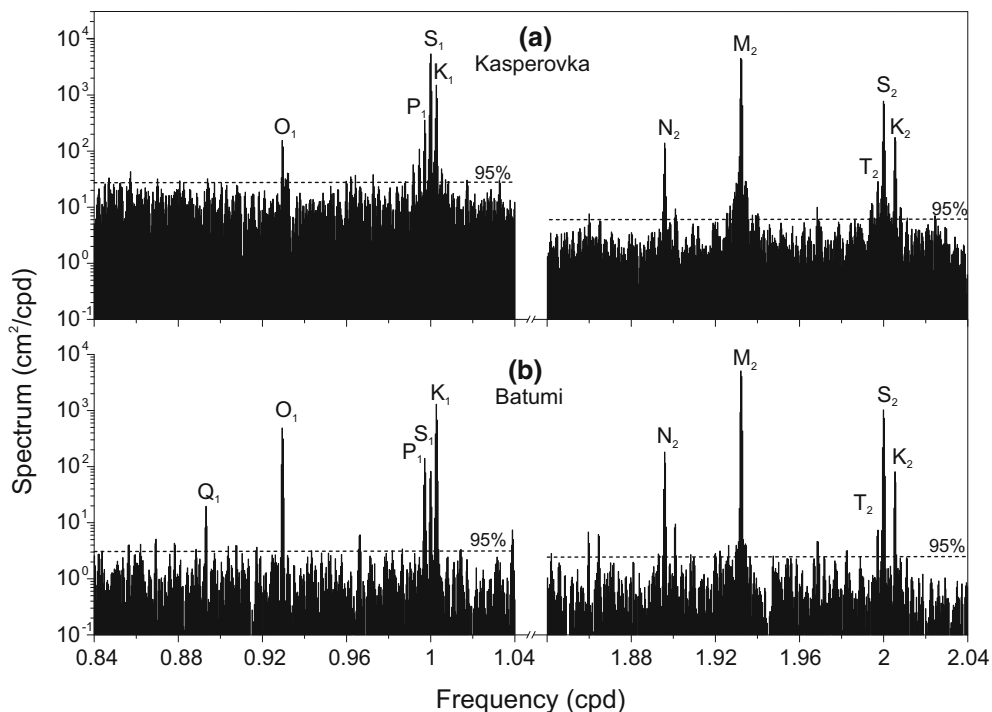 (a)
Kasperovka
S₁
K₁
P₁
O₁
95%
M₂
S₂
K₂
N₂
T₂
95%
10⁴
10³
10²
10¹
10⁰
10⁻¹
(b)
Batumi
K₁
S₁
P₁
O₁
Q₁
95%
M₂
S₂
N₂
K₂
T₂
95%
10⁴
10³
10²
10¹
10⁰
10⁻¹
Spectrum (cm²/cpd)
0.84 0.88 0.92 0.96 1 1.04 1.88 1.92 1.96 2 2.04
Frequency (cpd)